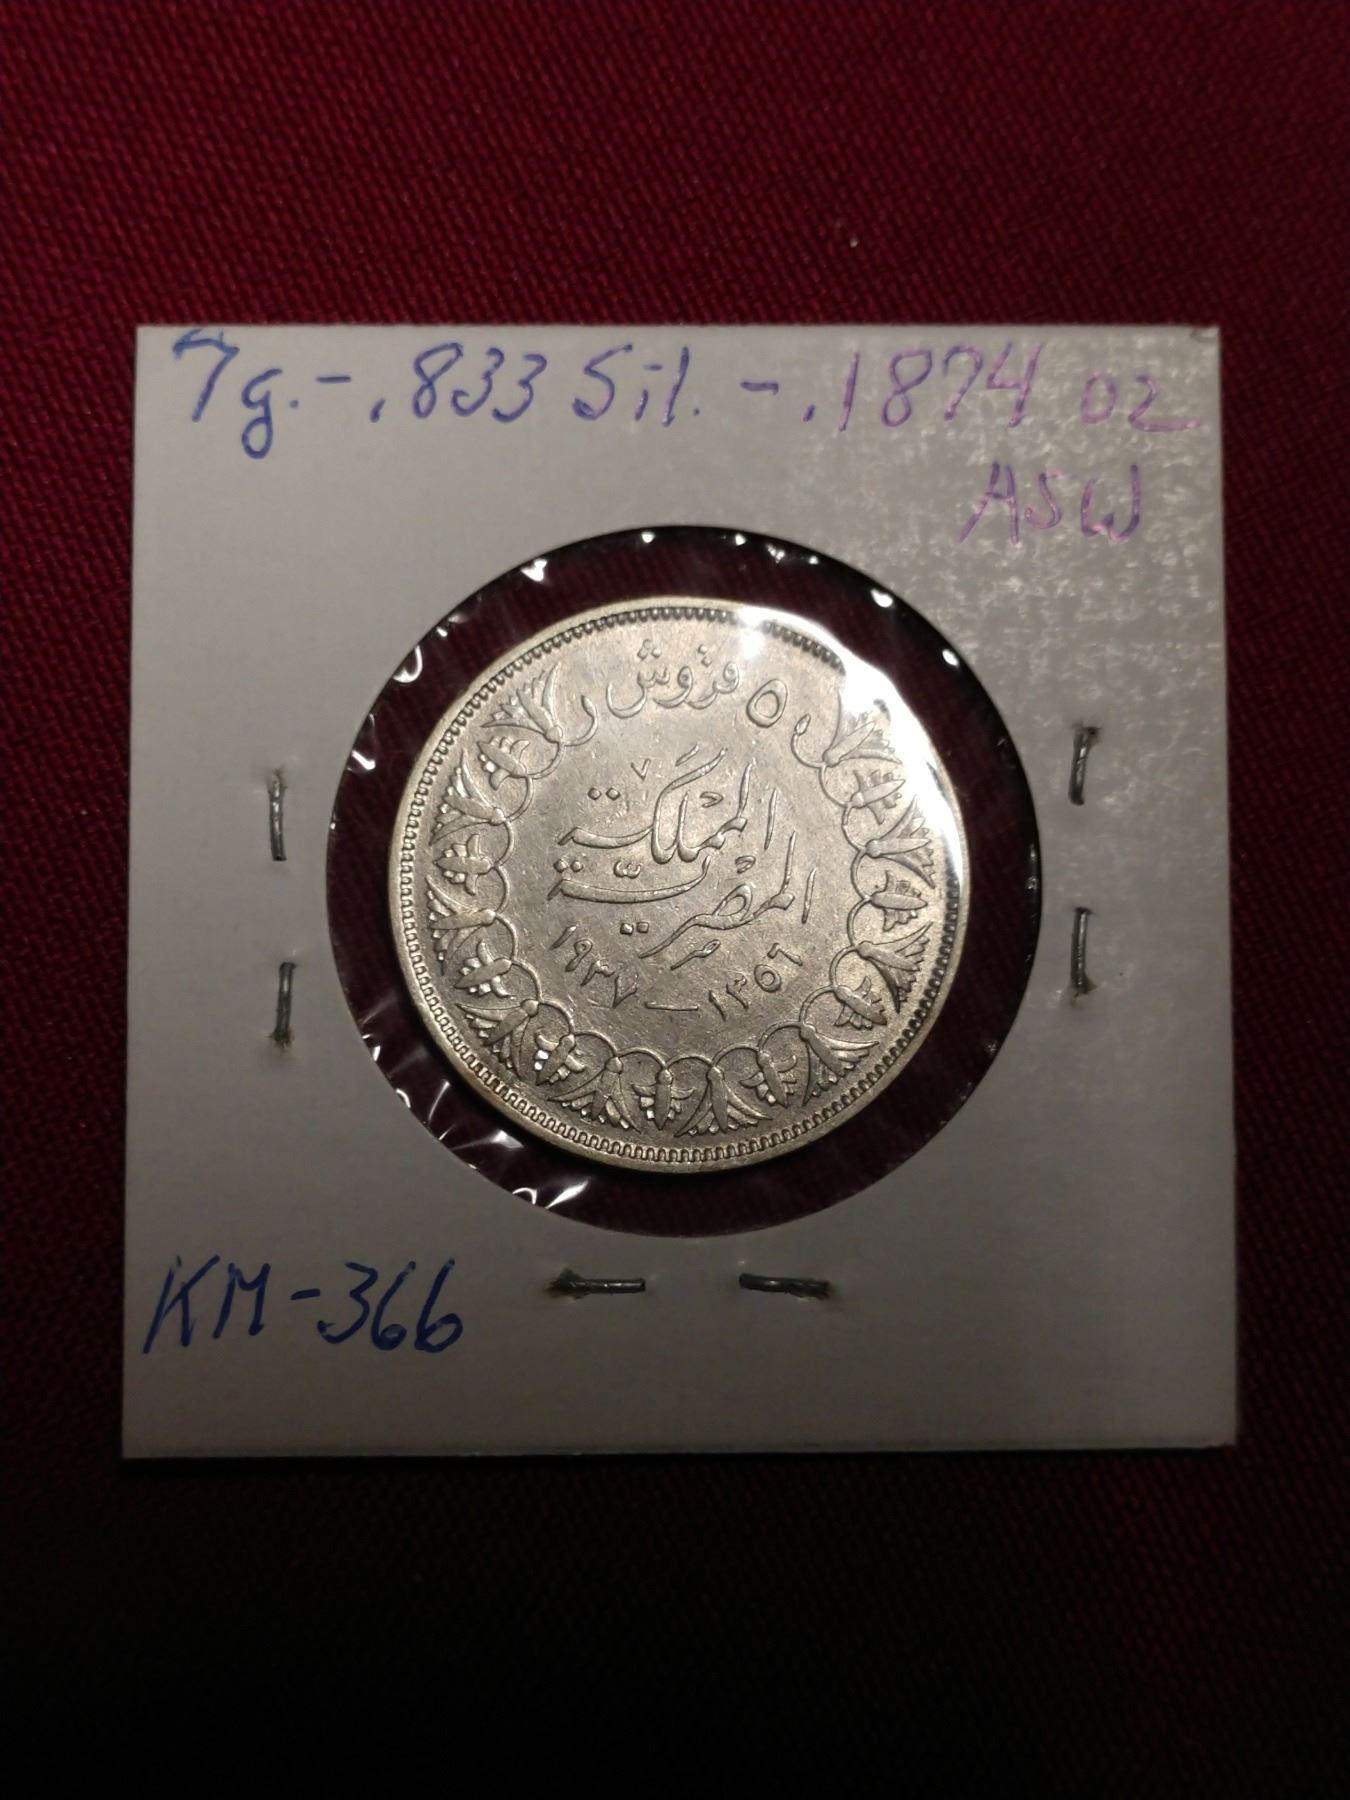 7g. - .833 Sil. - .1874 oz
ASW
٥ قروش
المملكة
المصرية
١٣٥٦ — ١٩٣٧
KM-366